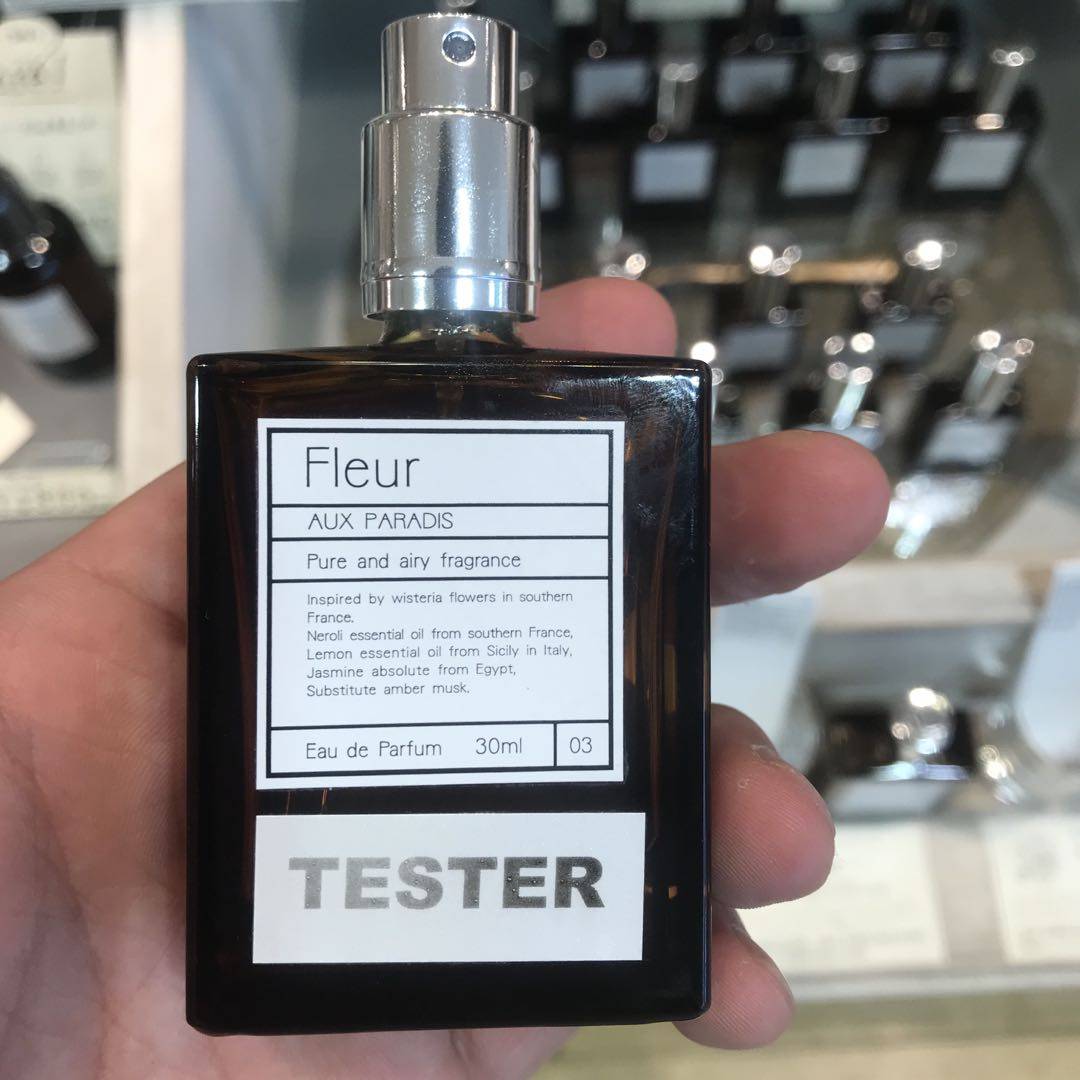 Fleur
AUX PARADIS
Pure and airy fragrance
Inspired by wisteria flowers in southern
France.
Neroli essential oil from southern France,
Lemon essential oil from Sicily in Italy,
Jasmine absolute from Egypt,
Substitute amber musk.
Eau de Parfum 30ml 03
TESTER